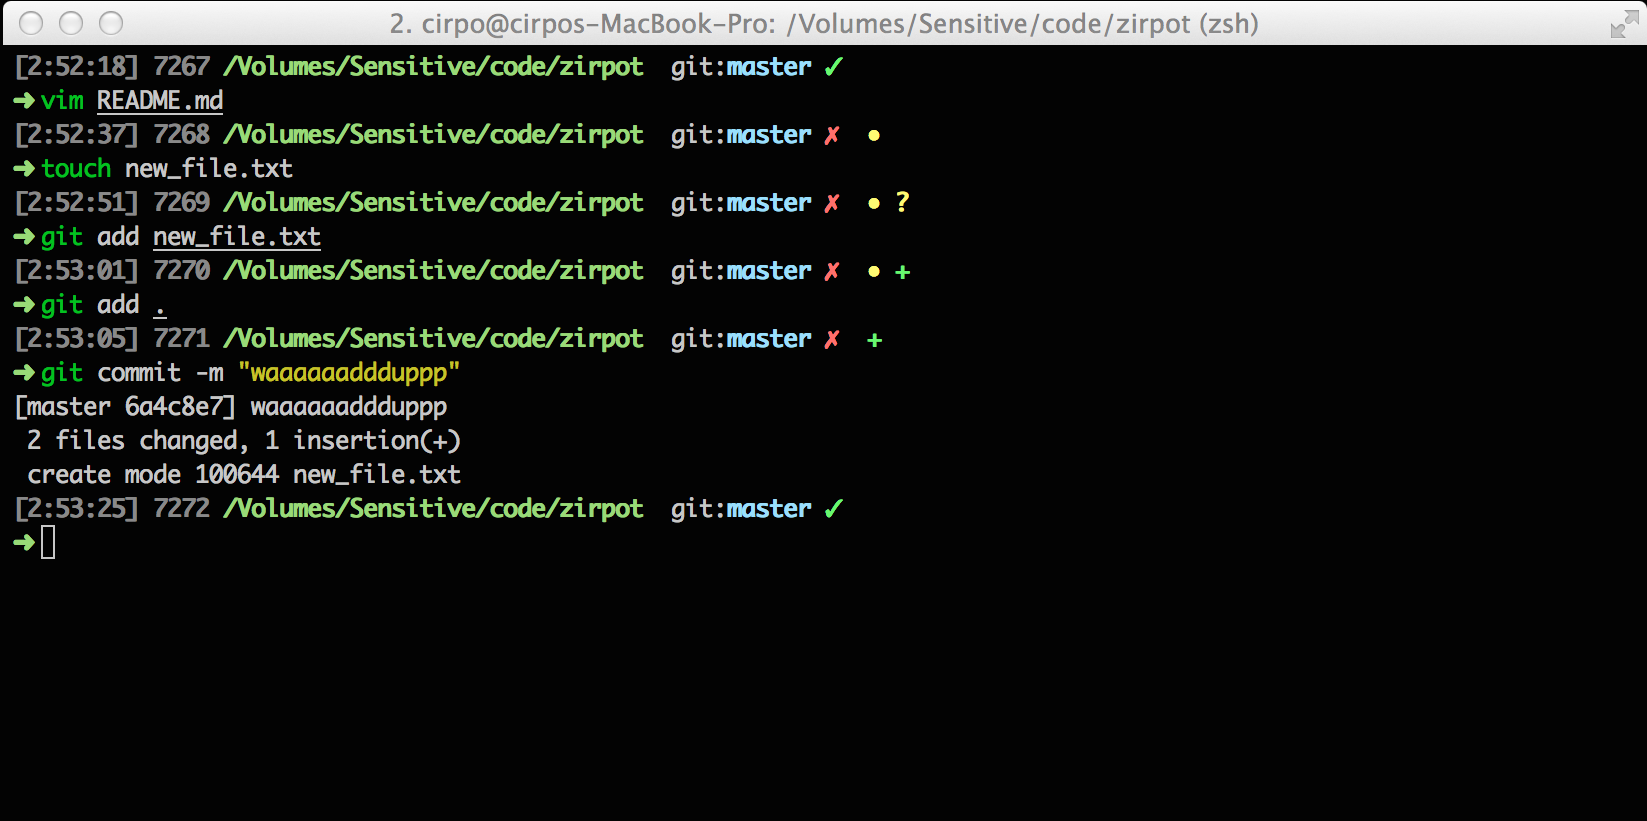 2. cirpo@cirpos-MacBook-Pro: /Volumes/Sensitive/code/zirpot (zsh)
[2:52:18] 7267 /Volumes/Sensitive/code/zirpot  git:master ✓
➜ vim README.md
[2:52:37] 7268 /Volumes/Sensitive/code/zirpot  git:master ✗  •
➜ touch new_file.txt
[2:52:51] 7269 /Volumes/Sensitive/code/zirpot  git:master ✗  • ?
➜ git add new_file.txt
[2:53:01] 7270 /Volumes/Sensitive/code/zirpot  git:master ✗  • +
➜ git add .
[2:53:05] 7271 /Volumes/Sensitive/code/zirpot  git:master ✗  +
➜ git commit -m "waaaaaaddduppp"
[master 6a4c8e7] waaaaaaddduppp
 2 files changed, 1 insertion(+)
 create mode 100644 new_file.txt
[2:53:25] 7272 /Volumes/Sensitive/code/zirpot  git:master ✓
➜